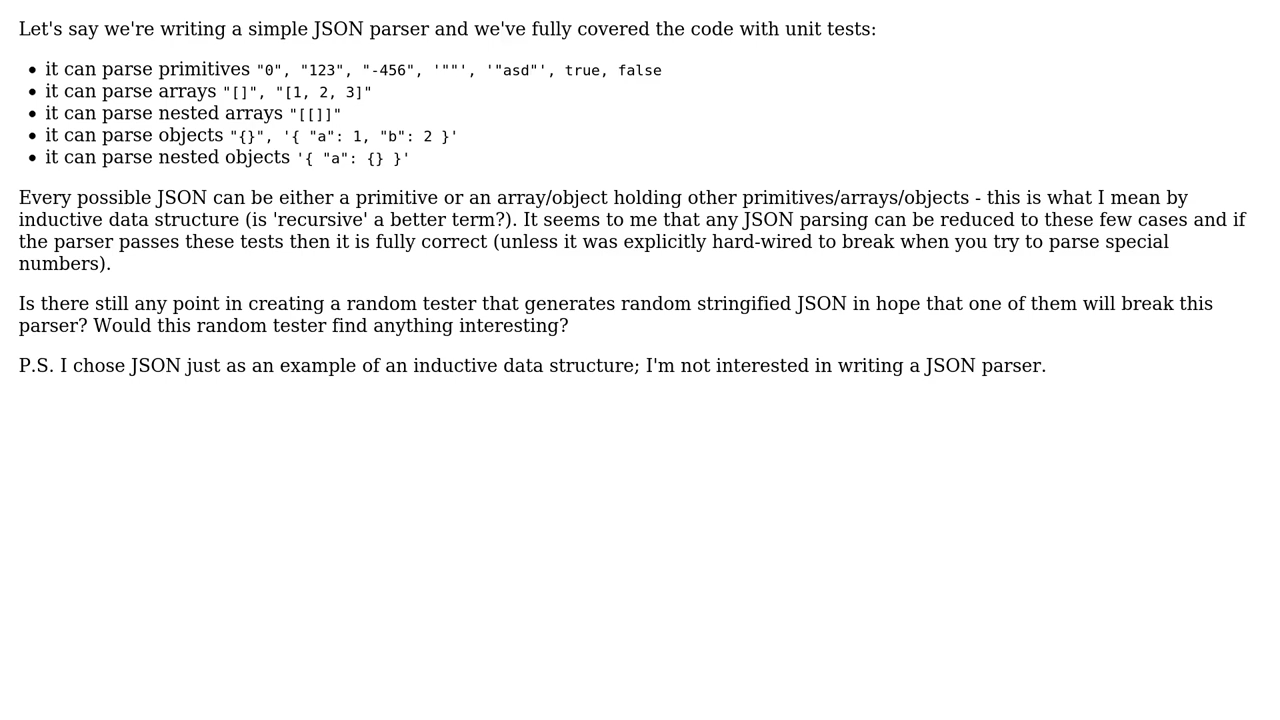 Let's say we're writing a simple JSON parser and we've fully covered the code with unit tests:
• it can parse primitives "0", "123", "-456", '""', '"asd"', true, false
• it can parse arrays "[]", "[1, 2, 3]"
• it can parse nested arrays "[[]]"
• it can parse objects "{}", '{ "a": 1, "b": 2 }'
• it can parse nested objects '{ "a": {} }'
Every possible JSON can be either a primitive or an array/object holding other primitives/arrays/objects - this is what I mean by
inductive data structure (is 'recursive' a better term?). It seems to me that any JSON parsing can be reduced to these few cases and if
the parser passes these tests then it is fully correct (unless it was explicitly hard-wired to break when you try to parse special
numbers).
Is there still any point in creating a random tester that generates random stringified JSON in hope that one of them will break this
parser? Would this random tester find anything interesting?
P.S. I chose JSON just as an example of an inductive data structure; I'm not interested in writing a JSON parser.